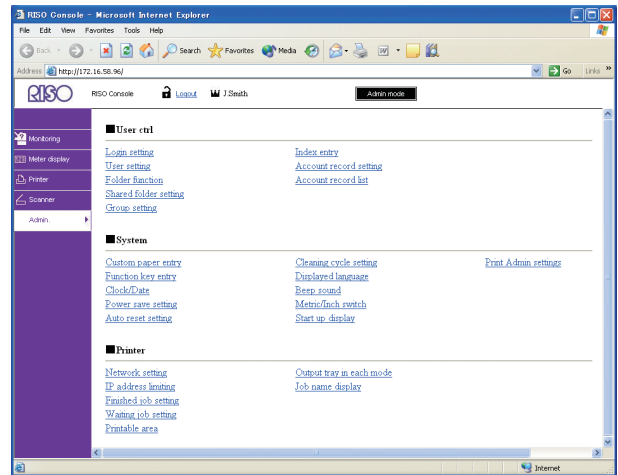 RISO Console - Microsoft Internet Explorer
File Edit View Favorites Tools Help
Back Search Favorites Media
Address http://172.16.58.96/ Go Links »
RISO RISO Console Logout J.Smith Admin mode
Monitoring
Meter display
Printer
Scanner
Admin.
User ctrl
Login setting Index entry
User setting Account record setting
Folder function Account record list
Shared folder setting
Group setting
System
Custom paper entry Cleaning cycle setting Print Admin settings
Function key entry Displayed language
Clock/Date Beep sound
Power save setting Metric/Inch switch
Auto reset setting Start up display
Printer
Network setting Output tray in each mode
IP address limiting Job name display
Finished job setting
Waiting job setting
Printable area
Internet